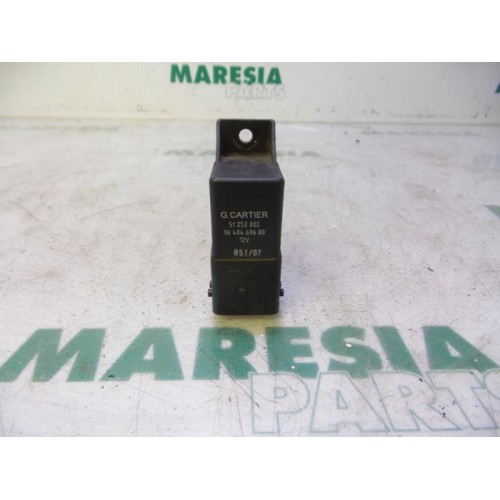 MARESIA
PARTS
G.CARTIER
51 252 002
96 404 696 80
12V
051/07
MARESIA
PARTS